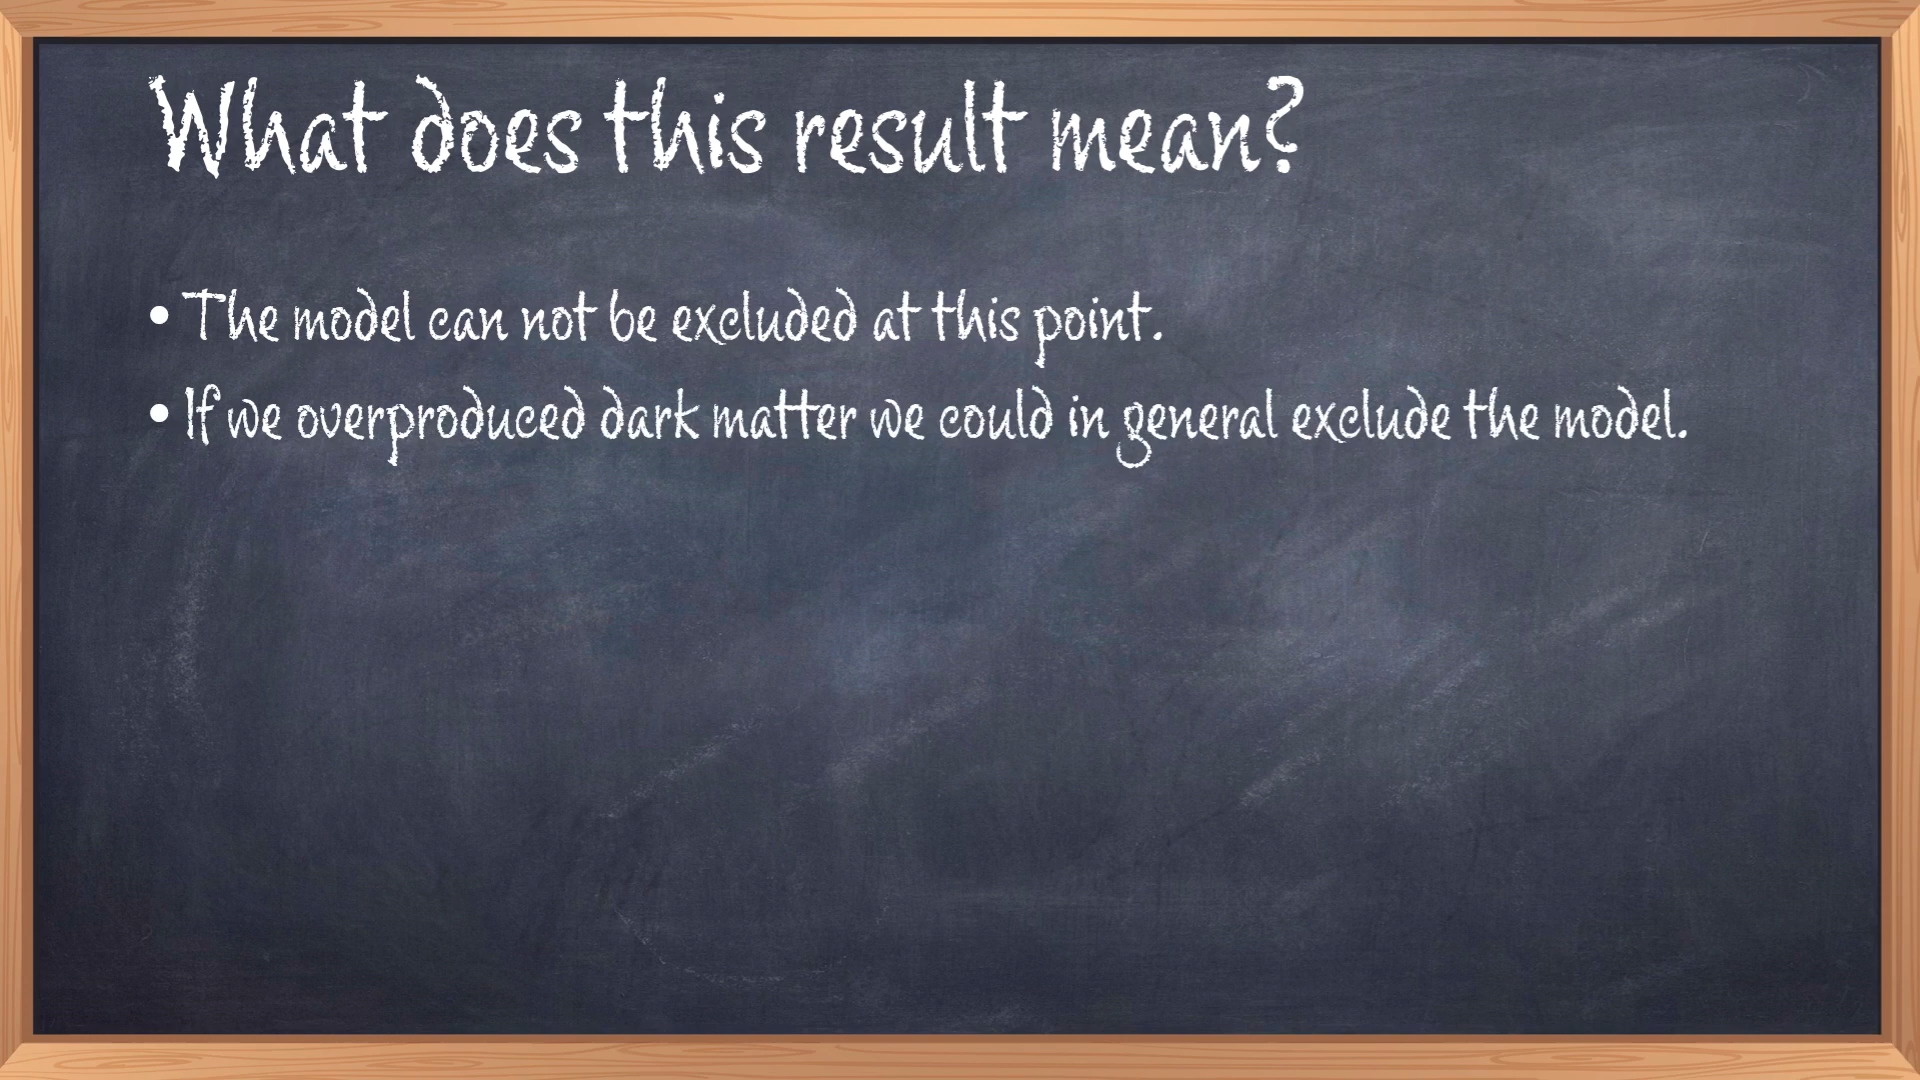 What does this result mean?
• The model can not be excluded at this point.
• If we overproduced dark matter we could in general exclude the model.